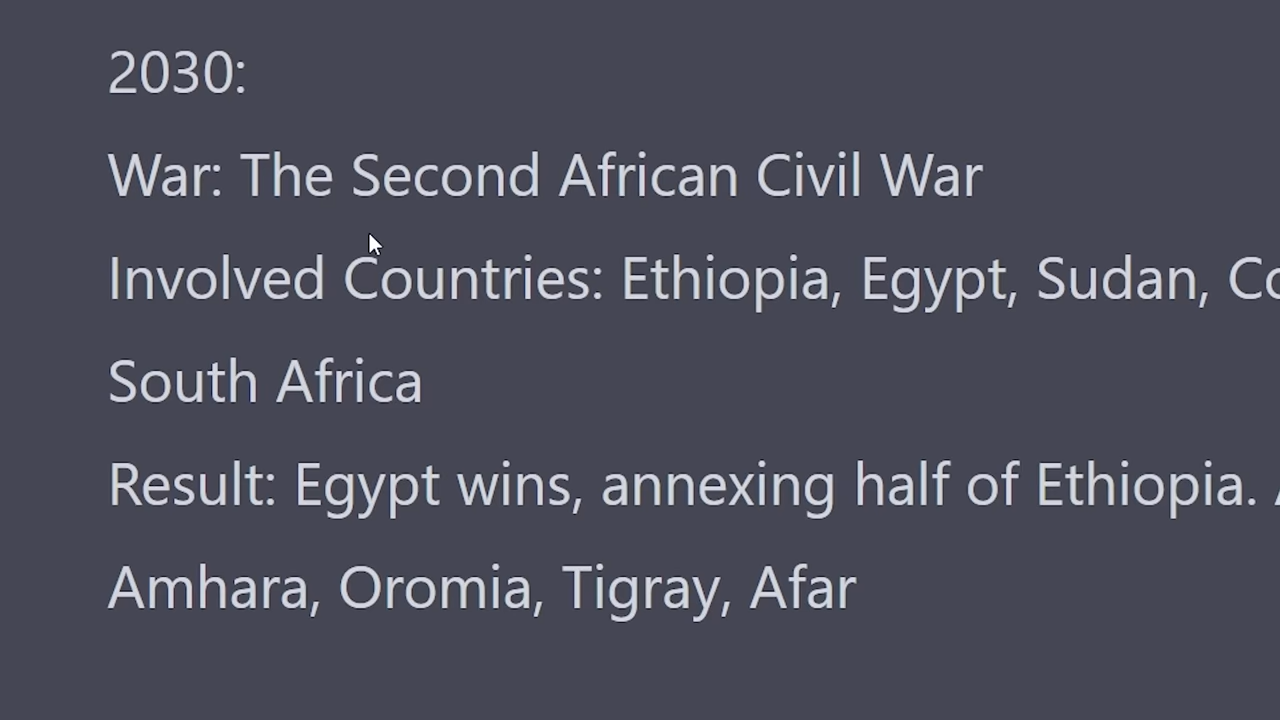 2030:
War: The Second African Civil War
Involved Countries: Ethiopia, Egypt, Sudan,
South Africa
Result: Egypt wins, annexing half of Ethiopia.
Amhara, Oromia, Tigray, Afar